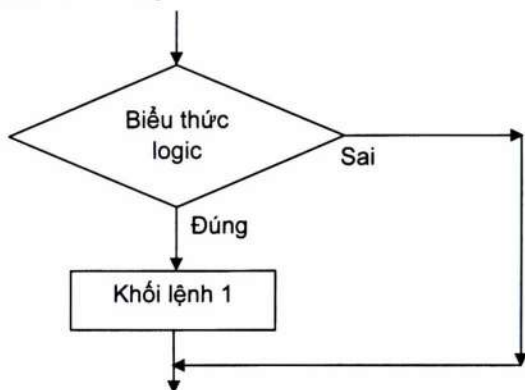 Biểu thức
logic
Sai
Đúng
Khối lệnh 1